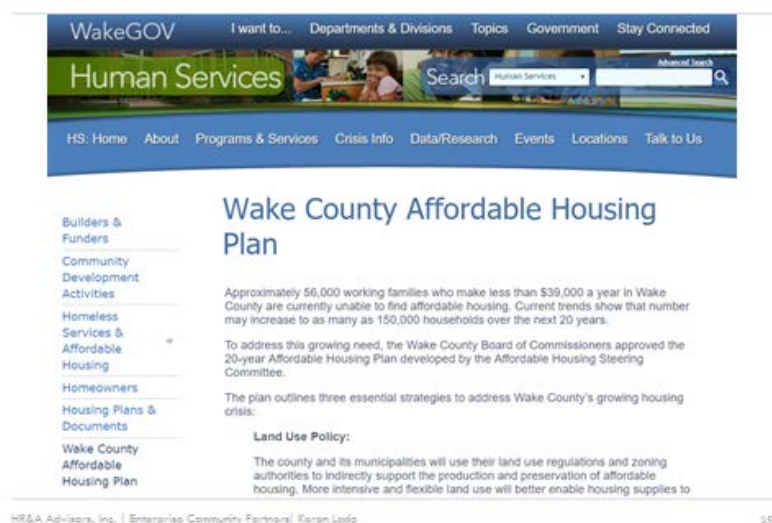 WakeGOV
I want to... Departments & Divisions Topics Government Stay Connected
Advanced Search
Human Services Search Human Services
HS: Home About Programs & Services Crisis Info Data/Research Events Locations Talk to Us
Wake County Affordable Housing
Plan
Builders &
Funders
Community
Development
Activities
Homeless
Services &
Affordable
Housing
Homeowners
Housing Plans &
Documents
Wake County
Affordable
Housing Plan
Approximately 56,000 working families who make less than $39,000 a year in Wake
County are currently unable to find affordable housing. Current trends show that number
may increase to as many as 150,000 households over the next 20 years.
To address this growing need, the Wake County Board of Commissioners approved the
20-year Affordable Housing Plan developed by the Affordable Housing Steering
Committee.
The plan outlines three essential strategies to address Wake County's growing housing
crisis:
Land Use Policy:
The county and its municipalities will use their land use regulations and zoning
authorities to indirectly support the production and preservation of affordable
housing. More intensive and flexible land use will better enable housing supplies to
HR&A Advisors, Inc. | Enterprise Community Partners| Karen Lado